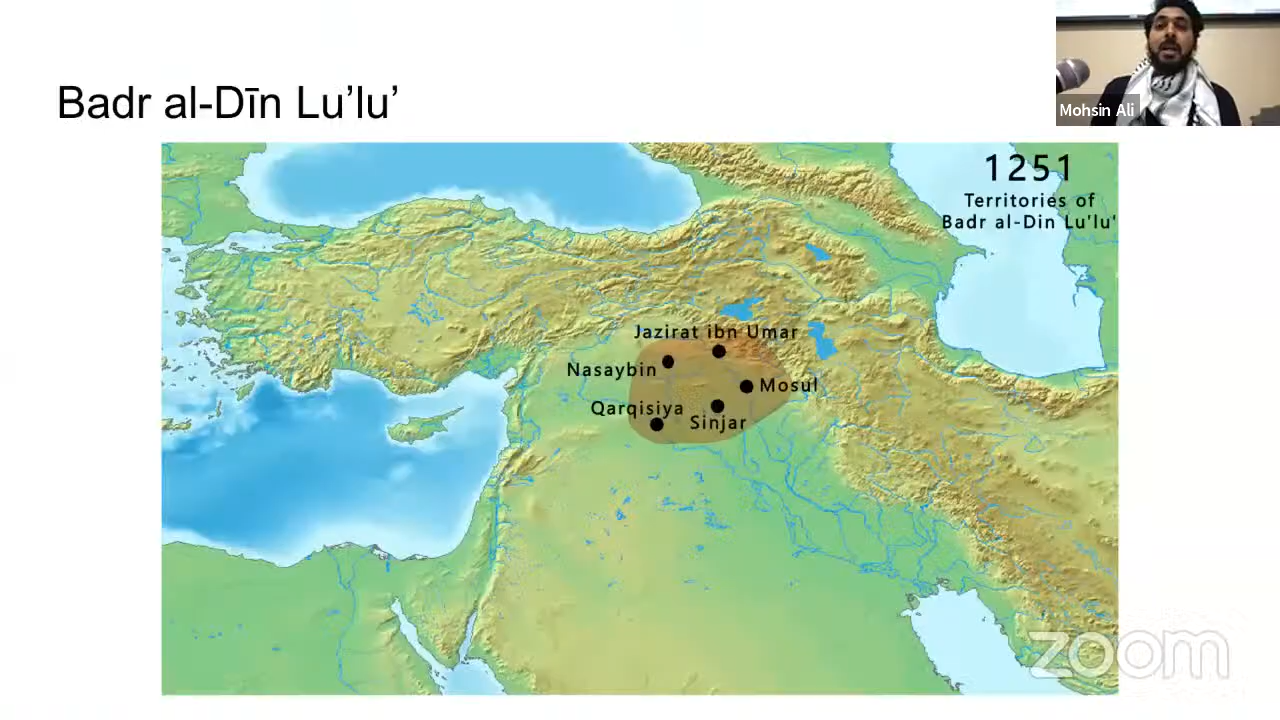 Badr al-Dīn Lu’lu’
Mohsin Ali
1251
Territories of
Badr al-Din Lu'lu'
Jazirat ibn Umar
Nasaybin
Mosul
Qarqisiya
Sinjar
zoom